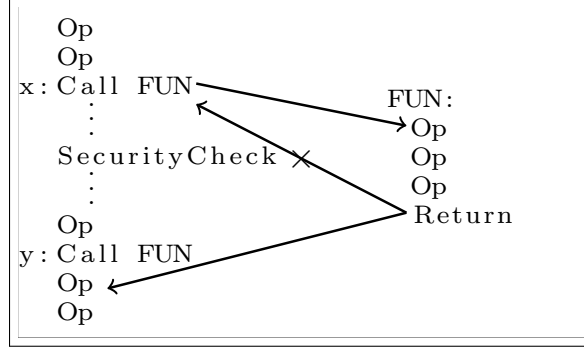 Op
Op
x: Call FUN
⋮
SecurityCheck
⋮
Op
y: Call FUN
Op
Op
FUN:
Op
Op
Op
Return